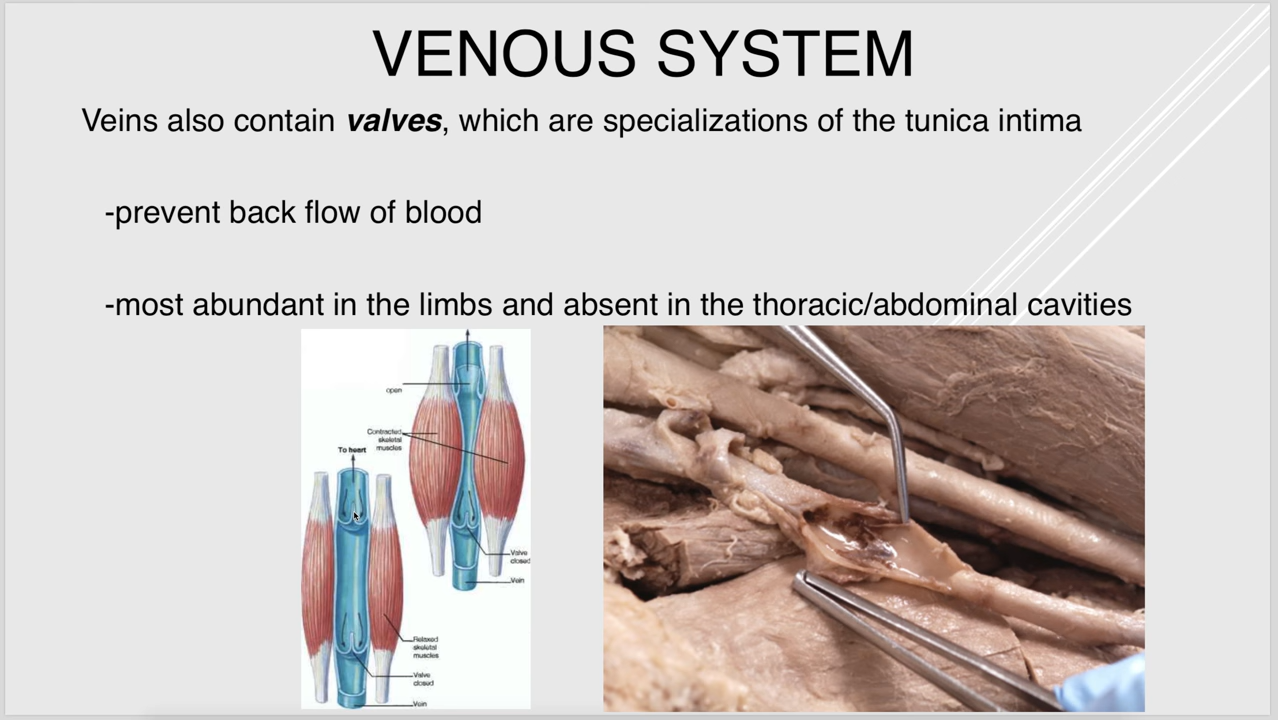 VENOUS SYSTEM
Veins also contain valves, which are specializations of the tunica intima
-prevent back flow of blood
-most abundant in the limbs and absent in the thoracic/abdominal cavities
open
Contracted
skeletal
muscles
To heart
Valve
closed
Vein
Relaxed
skeletal
muscles
Valve
closed
Vein